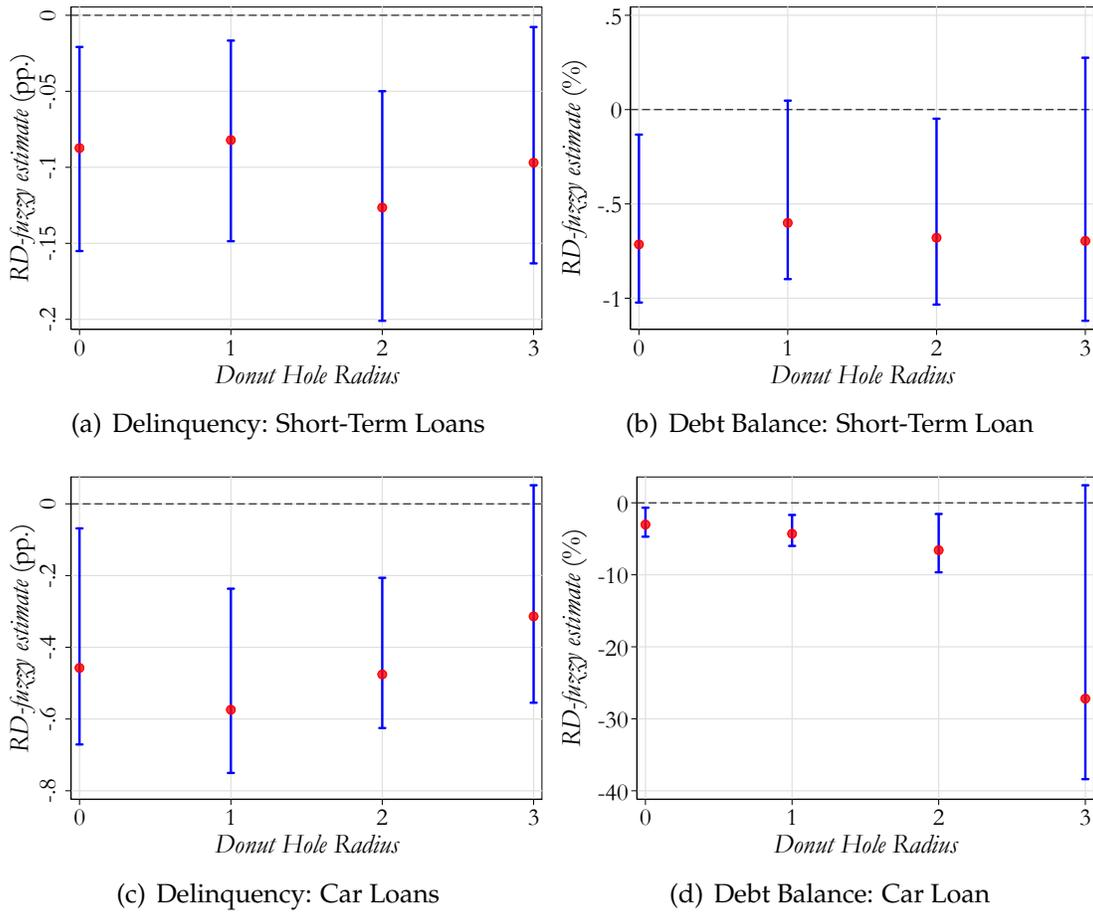 RD-fuzzy estimate (pp.)
0
-.05
-.1
-.15
-.2
0 1 2 3
Donut Hole Radius
(a) Delinquency: Short-Term Loans
RD-fuzzy estimate (%)
.5
0
-.5
-1
0 1 2 3
Donut Hole Radius
(b) Debt Balance: Short-Term Loan
RD-fuzzy estimate (pp.)
0
-.2
-.4
-.6
-.8
0 1 2 3
Donut Hole Radius
(c) Delinquency: Car Loans
RD-fuzzy estimate (%)
0
-10
-20
-30
-40
0 1 2 3
Donut Hole Radius
(d) Debt Balance: Car Loan